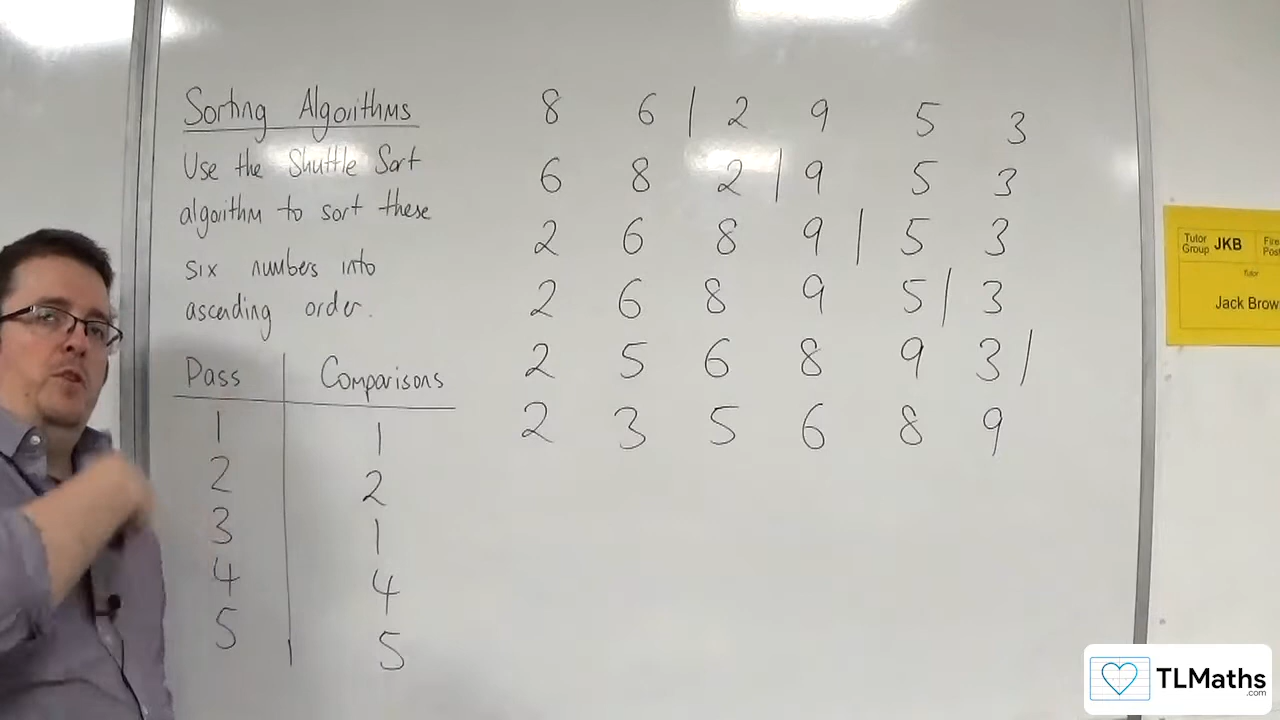 Sorting Algorithms
Use the Shuttle Sort
algorithm to sort these
six numbers into
ascending order.
Pass Comparisons
1 1
2 2
3 1
4 4
5 5
8 6 | 2 9 5 3
6 8 2 | 9 5 3
2 6 8 9 | 5 3
2 6 8 9 5 | 3
2 5 6 8 9 3 |
2 3 5 6 8 9
Tutor
Group JKB
Tutor
Jack Brow
TLMaths
.com